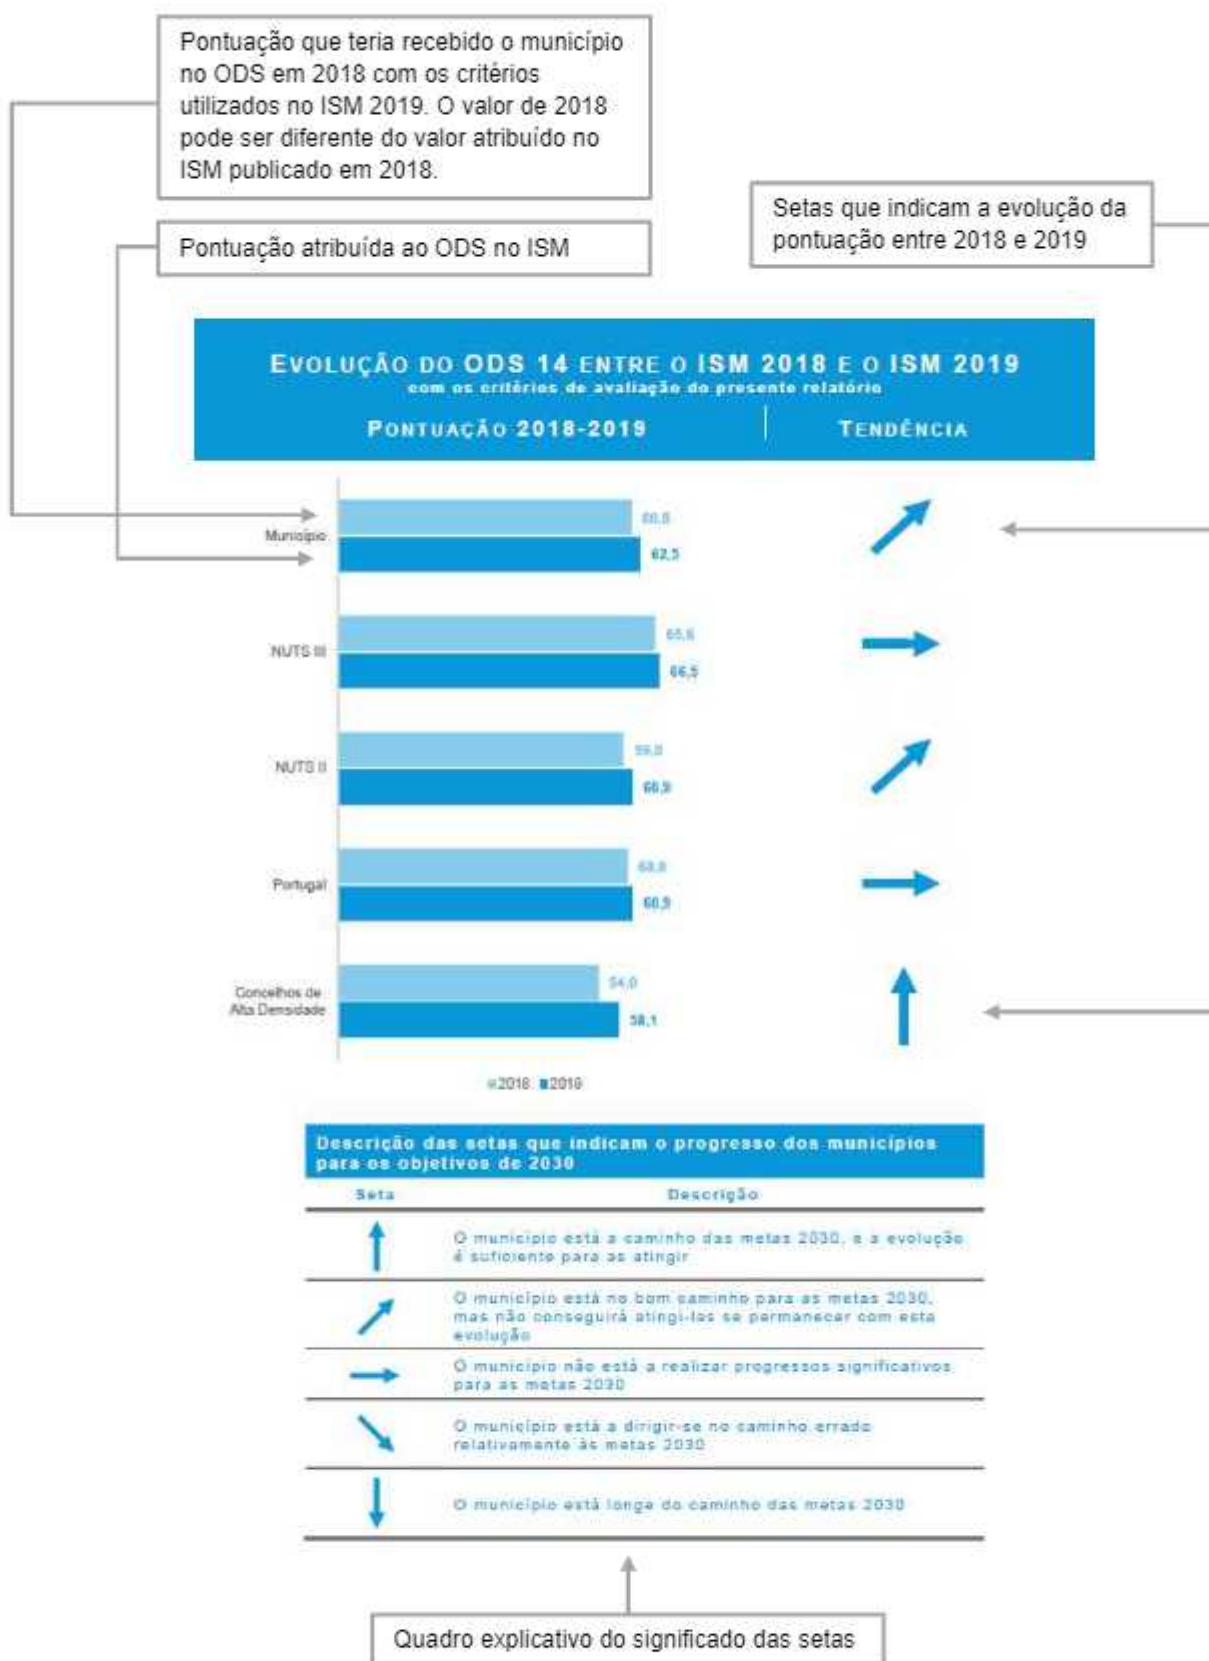 Pontuação que teria recebido o município
no ODS em 2018 com os critérios
utilizados no ISM 2019. O valor de 2018
pode ser diferente do valor atribuído no
ISM publicado em 2018.
Pontuação atribuída ao ODS no ISM
Setas que indicam a evolução da
pontuação entre 2018 e 2019
EVOLUÇÃO DO ODS 14 ENTRE O ISM 2018 E O ISM 2019
com os critérios de avaliação do presente relatório
PONTUAÇÃO 2018-2019
TENDÊNCIA
Município
62,5
NUTS III
65,6
66,5
NUTS II
59,0
60,9
Portugal
60,9
Concelhos de
Alta Densidade
54,0
58,1
2018 2019
Descrição das setas que indicam o progresso dos municípios
para os objetivos de 2030
Seta Descrição
O município está a caminho das metas 2030, e a evolução
é suficiente para as atingir
O município está no bom caminho para as metas 2030,
mas não conseguirá atingi-las se permanecer com esta
evolução
O município não está a realizar progressos significativos
para as metas 2030
O município está a dirigir-se no caminho errado
relativamente às metas 2030
O município está longe do caminho das metas 2030
Quadro explicativo do significado das setas